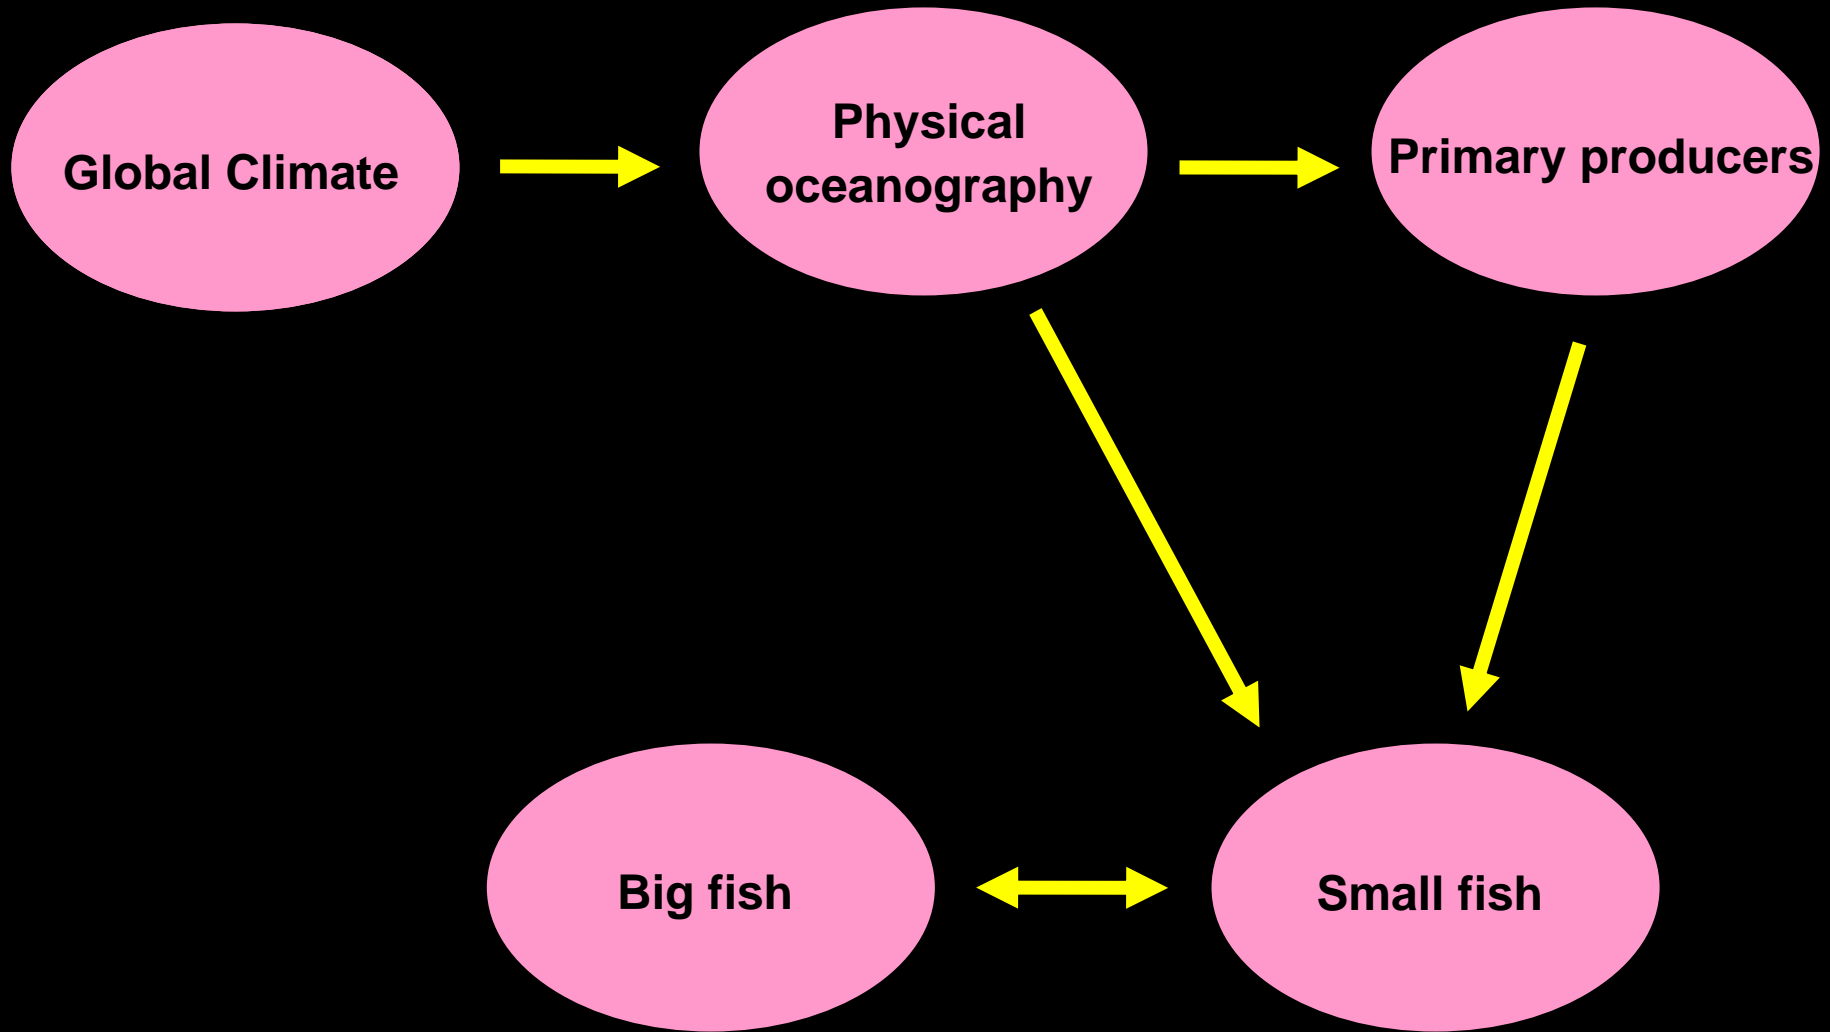 Global Climate
Physical
oceanography
Primary producers
Big fish
Small fish